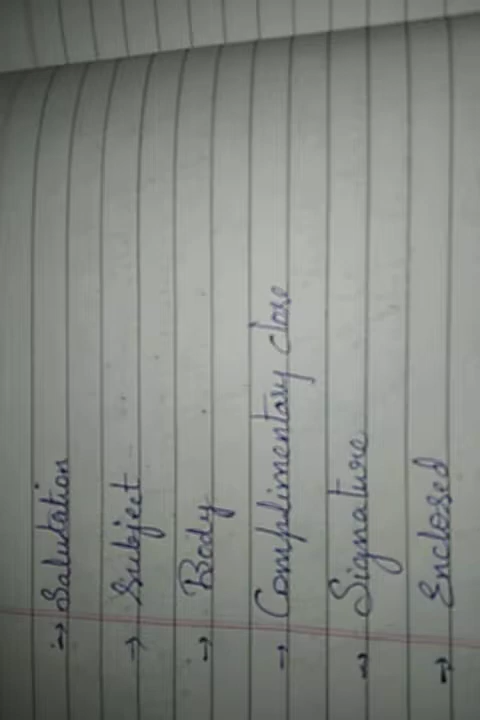 → Salutation
→ Subject
→ Body
→ Complimentary close
→ Signature
→ Enclosed